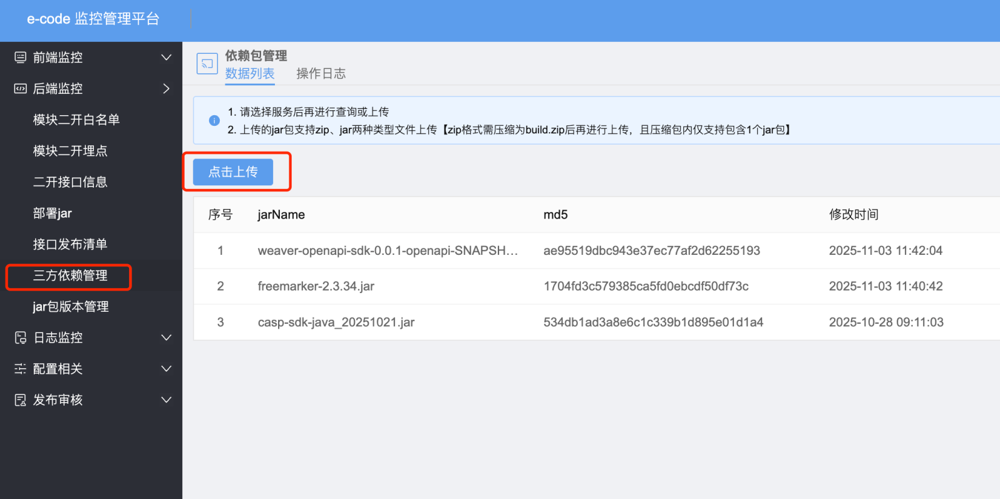 e-code 监控管理平台
前端监控
后端监控
模块二开白名单
模块二开埋点
二开接口信息
部署jar
接口发布清单
三方依赖管理
jar包版本管理
日志监控
配置相关
发布审核
依赖包管理
数据列表 操作日志
1. 请选择服务后再进行查询或上传
2. 上传的jar包支持zip、jar两种类型文件上传【zip格式需压缩为build.zip后再进行上传，且压缩包内仅支持包含1个jar包】
点击上传
序号 jarName md5 修改时间
1 weaver-openapi-sdk-0.0.1-openapi-SNAPSH... ae95519dbc943e37ec77af2d62255193 2025-11-03 11:42:04
2 freemarker-2.3.34.jar 1704fd3c579385ca5fd0ebcdf50df73c 2025-11-03 11:40:42
3 casp-sdk-java_20251021.jar 534db1ad3a8e6c1c339b1d895e01d1a4 2025-10-28 09:11:03